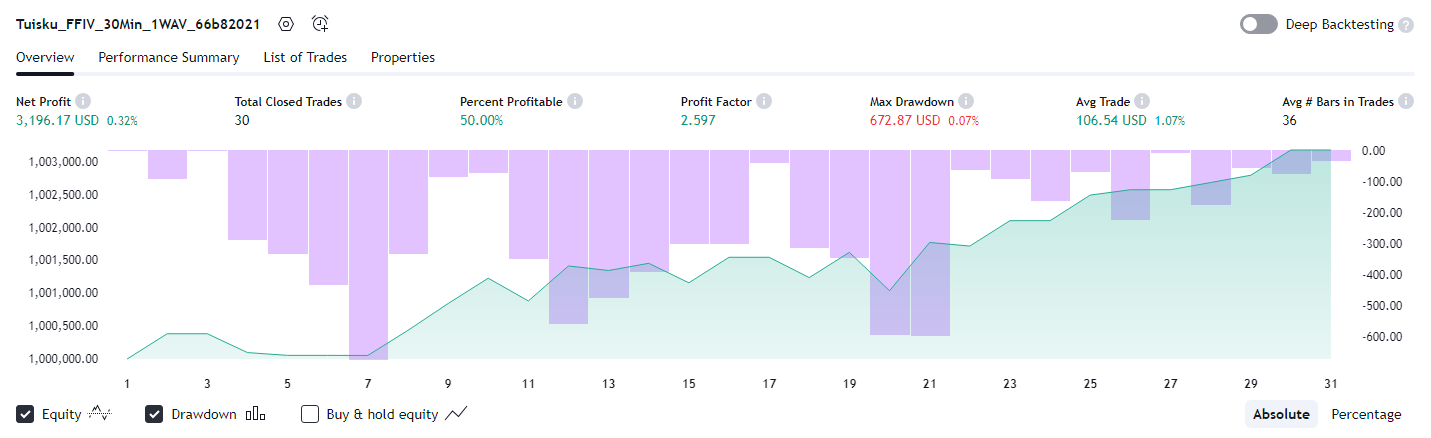 Tuisku_FFIV_30Min_1WAV_66b82021 Deep Backtesting ?
Overview Performance Summary List of Trades Properties
Net Profit i Total Closed Trades i Percent Profitable i Profit Factor i Max Drawdown i Avg Trade i Avg # Bars in Trades i
3,196.17 USD 0.32% 30 50.00% 2.597 672.87 USD 0.07% 106.54 USD 1.07% 36
1,003,000.00 0.00
1,002,500.00 -100.00
1,002,000.00 -200.00
1,001,500.00 -300.00
1,001,000.00 -400.00
1,000,500.00 -500.00
1,000,000.00 -600.00
1 3 5 7 9 11 13 15 17 19 21 23 25 27 29 31
Equity Drawdown Buy & hold equity Absolute Percentage